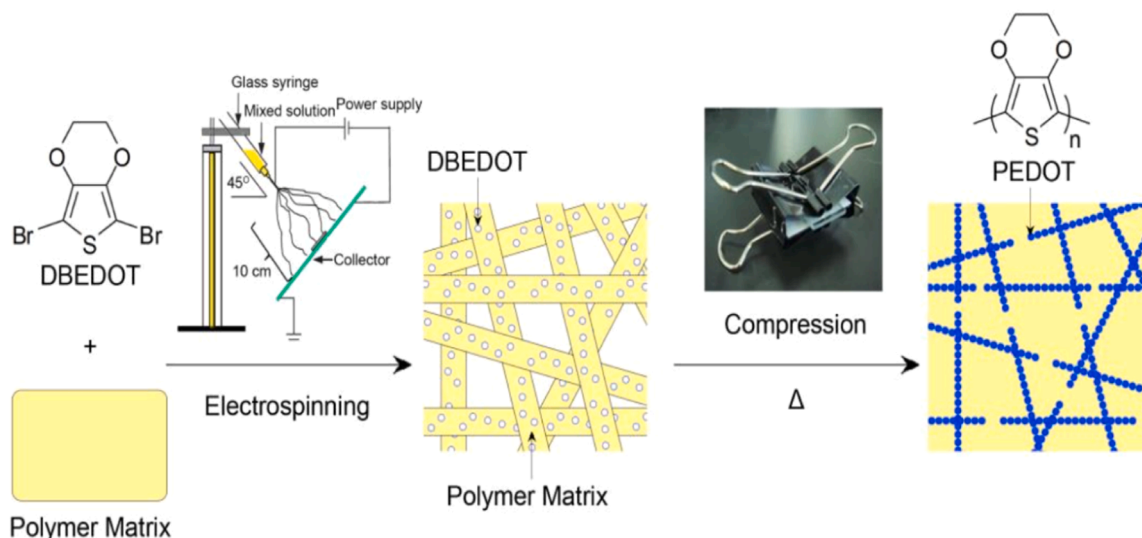 O
O
Br
S
Br
DBEDOT
+
Polymer Matrix
Glass syringe
Mixed solution
Power supply
45°
10 cm
Collector
Electrospinning
DBEDOT
Polymer Matrix
Compression
Δ
O
O
S
n
PEDOT